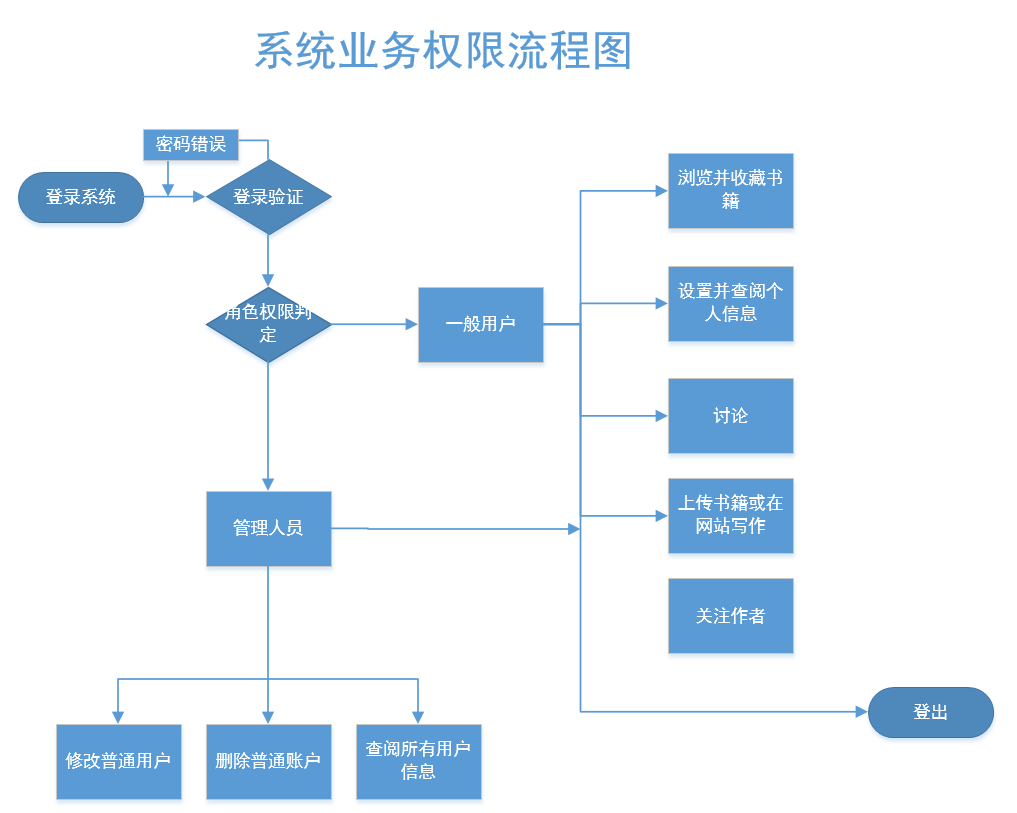 系统业务权限流程图
密码错误
登录系统
登录验证
浏览并收藏书
籍
角色权限判
定
一般用户
设置并查阅个
人信息
讨论
管理人员
上传书籍或在
网站写作
关注作者
登出
修改普通用户
删除普通账户
查阅所有用户
信息